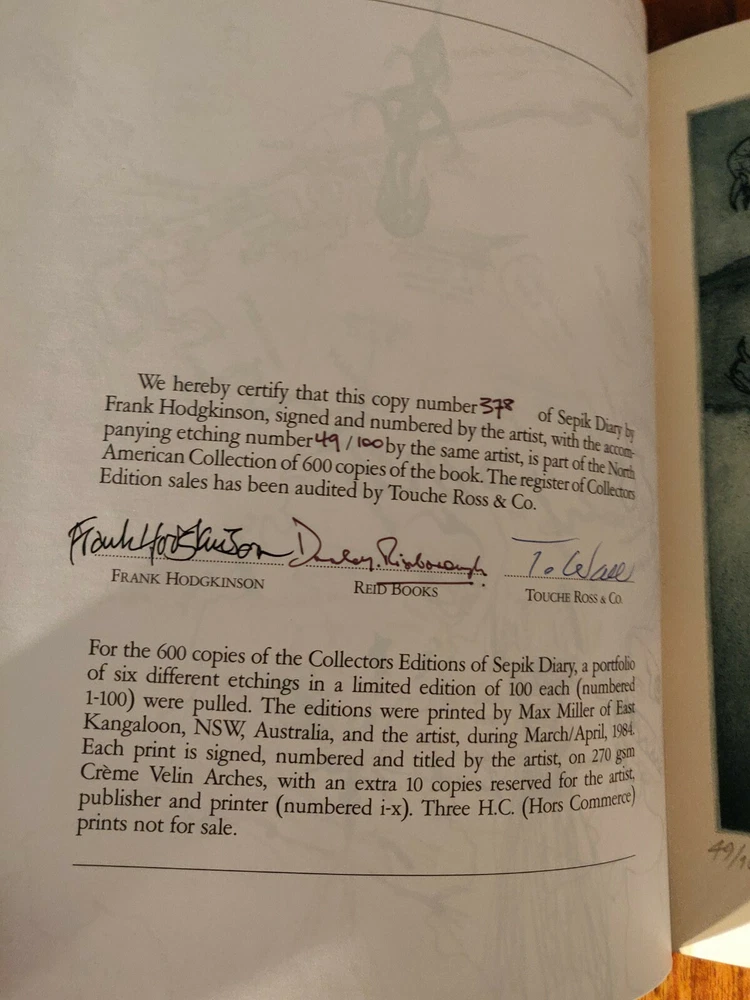 We hereby certify that this copy number 378 of Sepik Diary by
Frank Hodgkinson, signed and numbered by the artist, with the accom-
panying etching number 49/100 by the same artist, is part of the North
American Collection of 600 copies of the book. The register of Collectors
Edition sales has been audited by Touche Ross & Co.
Frank Hodgkinson
FRANK HODGKINSON REID BOOKS TOUCHE ROSS & CO.
For the 600 copies of the Collectors Editions of Sepik Diary, a portfolio
of six different etchings in a limited edition of 100 each (numbered
1-100) were pulled. The editions were printed by Max Miller of East
Kangaloon, NSW, Australia, and the artist, during March/April, 1984.
Each print is signed, numbered and titled by the artist, on 270 gsm
Crème Velin Arches, with an extra 10 copies reserved for the artist,
publisher and printer (numbered i-x). Three H.C. (Hors Commerce)
prints not for sale.
49/1